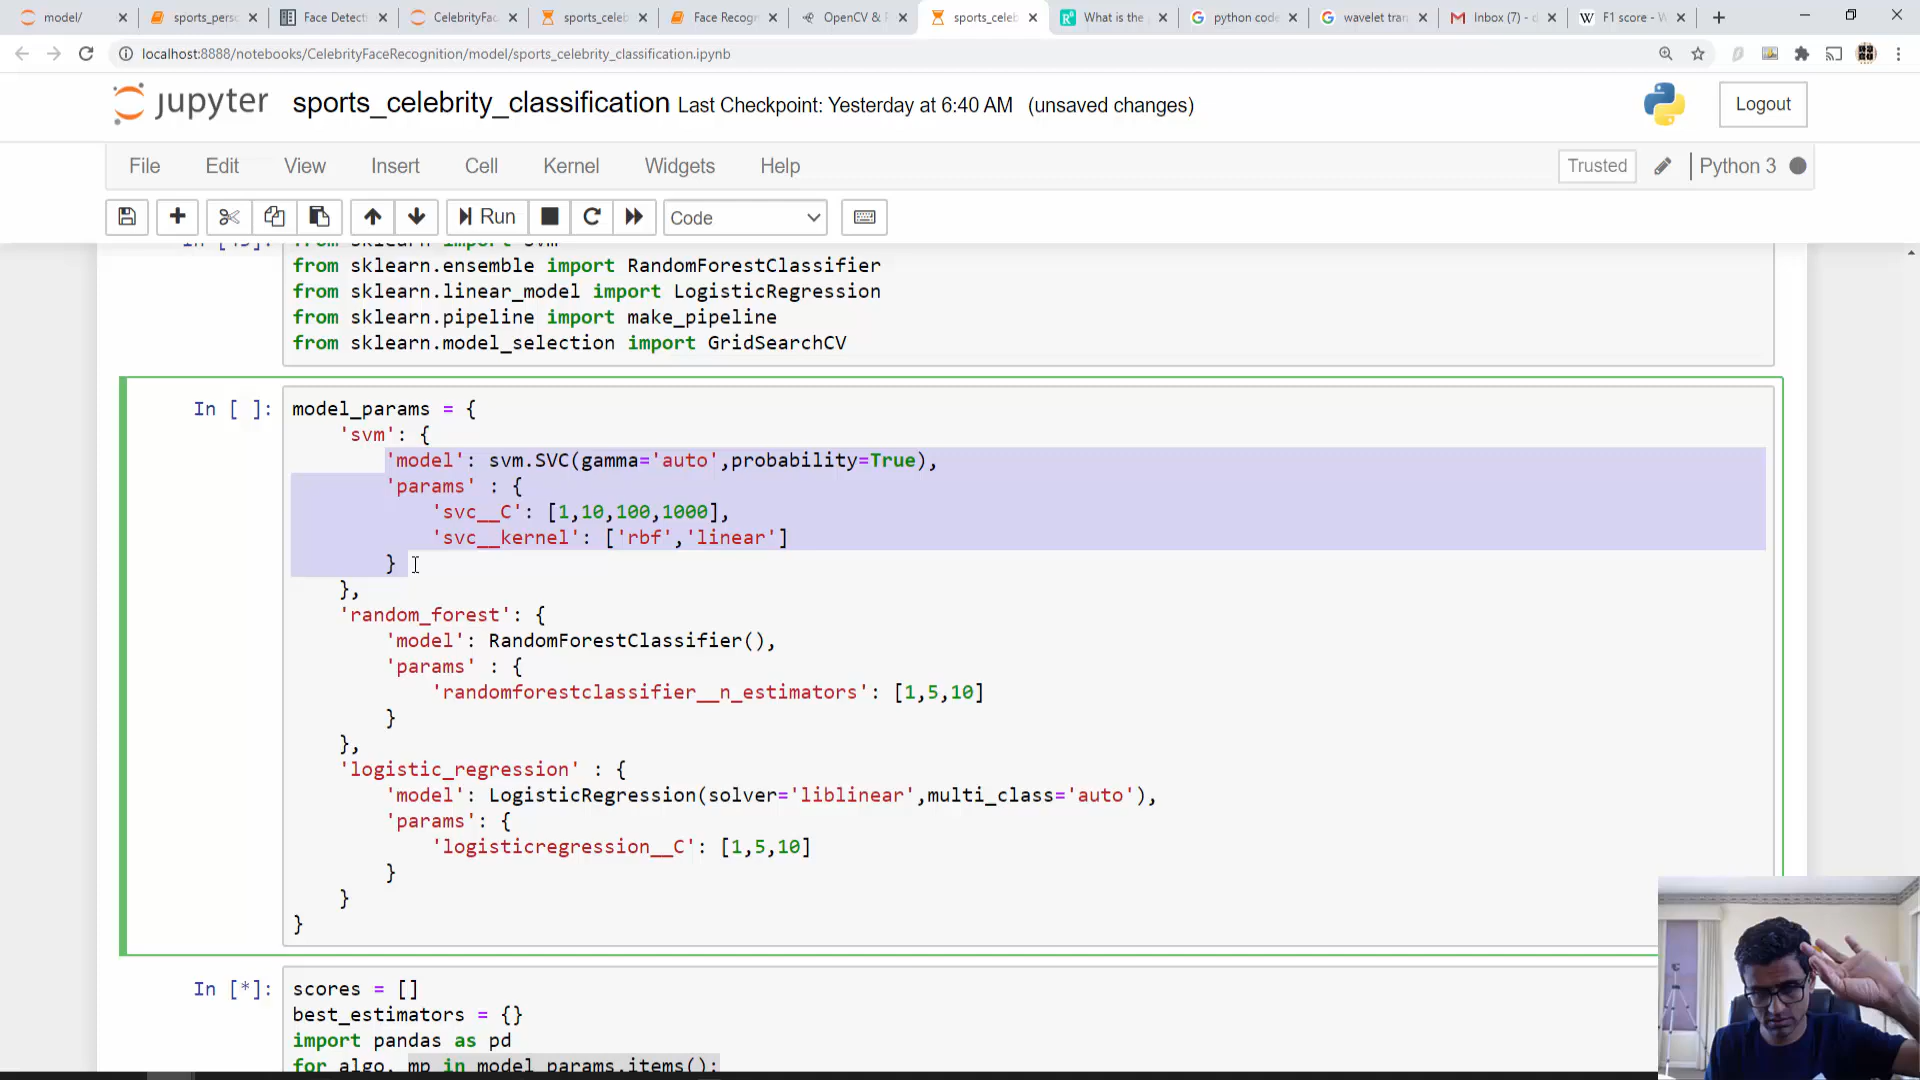 model/
sports_pers
Face Detecti
CelebrityFac
sports_celeb
Face Recogn
OpenCV & 
sports_celeb
What is the
python code
wavelet tran
Inbox (7) - d
F1 score - W
localhost:8888/notebooks/CelebrityFaceRecognition/model/sports_celebrity_classification.ipynb
jupyter sports_celebrity_classification Last Checkpoint: Yesterday at 6:40 AM (unsaved changes)
Logout
File Edit View Insert Cell Kernel Widgets Help
Trusted
Python 3
Run
Code
from sklearn import svm
from sklearn.ensemble import RandomForestClassifier
from sklearn.linear_model import LogisticRegression
from sklearn.pipeline import make_pipeline
from sklearn.model_selection import GridSearchCV
In [ ]: model_params = {
'svm': {
'model': svm.SVC(gamma='auto',probability=True),
'params' : {
'svc__C': [1,10,100,1000],
'svc__kernel': ['rbf','linear']
}
},
'random_forest': {
'model': RandomForestClassifier(),
'params' : {
'randomforestclassifier__n_estimators': [1,5,10]
}
},
'logistic_regression' : {
'model': LogisticRegression(solver='liblinear',multi_class='auto'),
'params': {
'logisticregression__C': [1,5,10]
}
}
}
In [*]: scores = []
best_estimators = {}
import pandas as pd
for algo, mp in model_params.items():